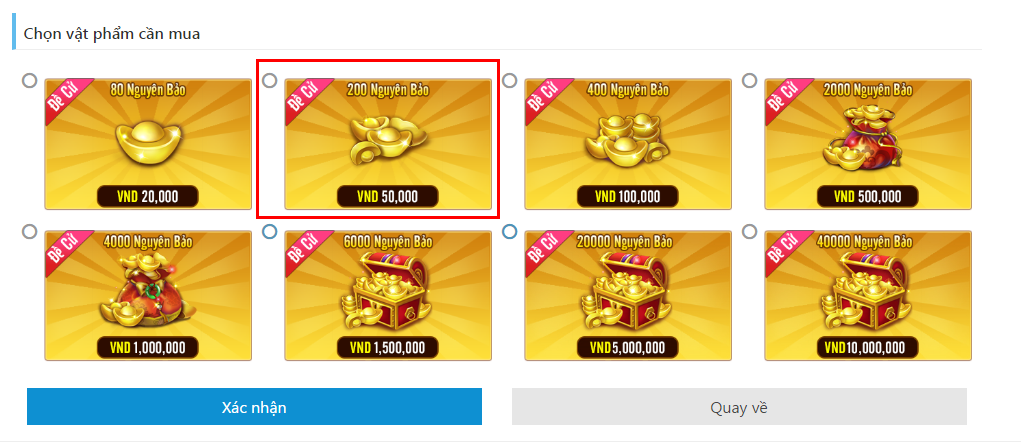 Chọn vật phẩm cần mua
Đề Cử
80 Nguyên Bảo
VND 20,000
Đề Cử
200 Nguyên Bảo
VND 50,000
Đề Cử
400 Nguyên Bảo
VND 100,000
Đề Cử
2000 Nguyên Bảo
VND 500,000
Đề Cử
4000 Nguyên Bảo
VND 1,000,000
Đề Cử
6000 Nguyên Bảo
VND 1,500,000
Đề Cử
20000 Nguyên Bảo
VND 5,000,000
Đề Cử
40000 Nguyên Bảo
VND 10,000,000
Xác nhận
Quay về